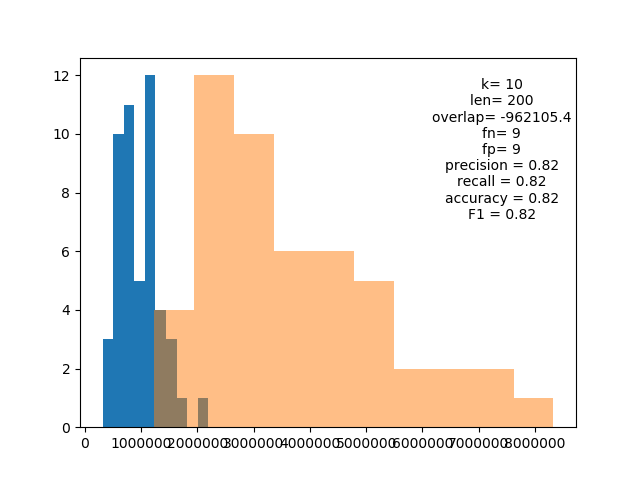 12
10
8
6
4
2
0
k= 10
len= 200
overlap= -962105.4
fn= 9
fp= 9
precision = 0.82
recall = 0.82
accuracy = 0.82
F1 = 0.82
0 1000000 2000000 3000000 4000000 5000000 6000000 7000000 8000000